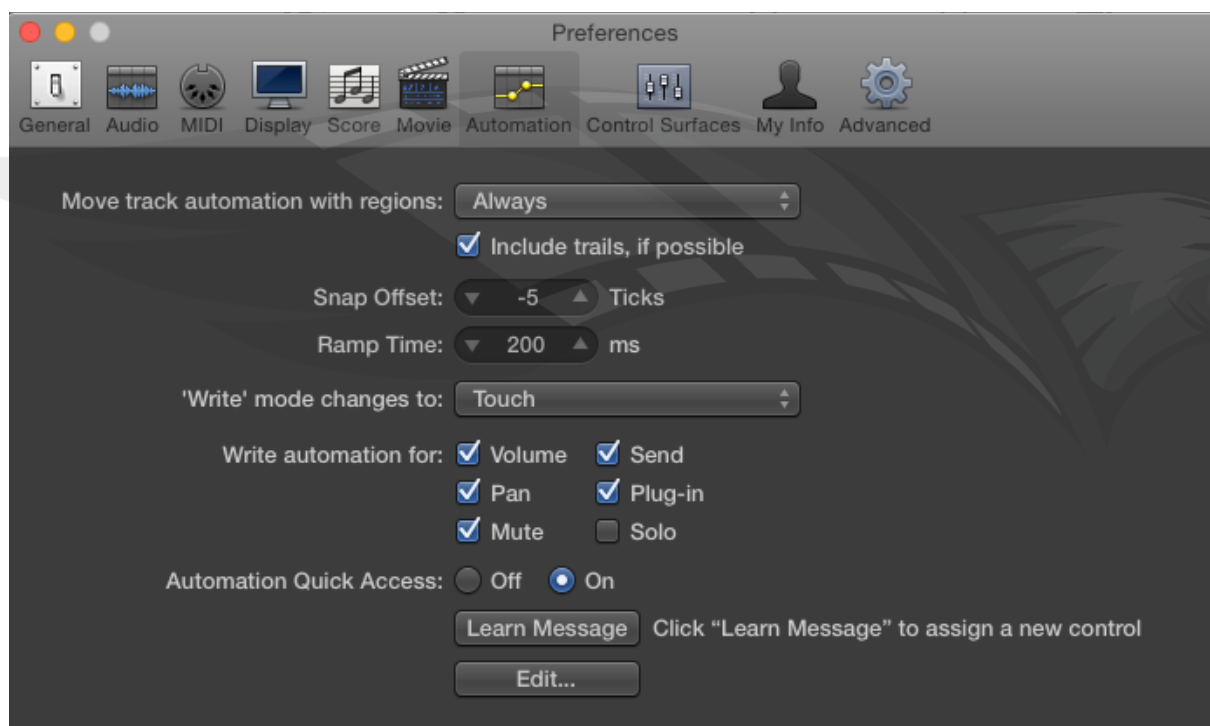 Preferences
General Audio MIDI Display Score Movie Automation Control Surfaces My Info Advanced
Move track automation with regions: Always
Include trails, if possible
Snap Offset: -5 Ticks
Ramp Time: 200 ms
'Write' mode changes to: Touch
Write automation for: Volume Send
Pan Plug-in
Mute Solo
Automation Quick Access: Off On
Learn Message Click “Learn Message” to assign a new control
Edit...